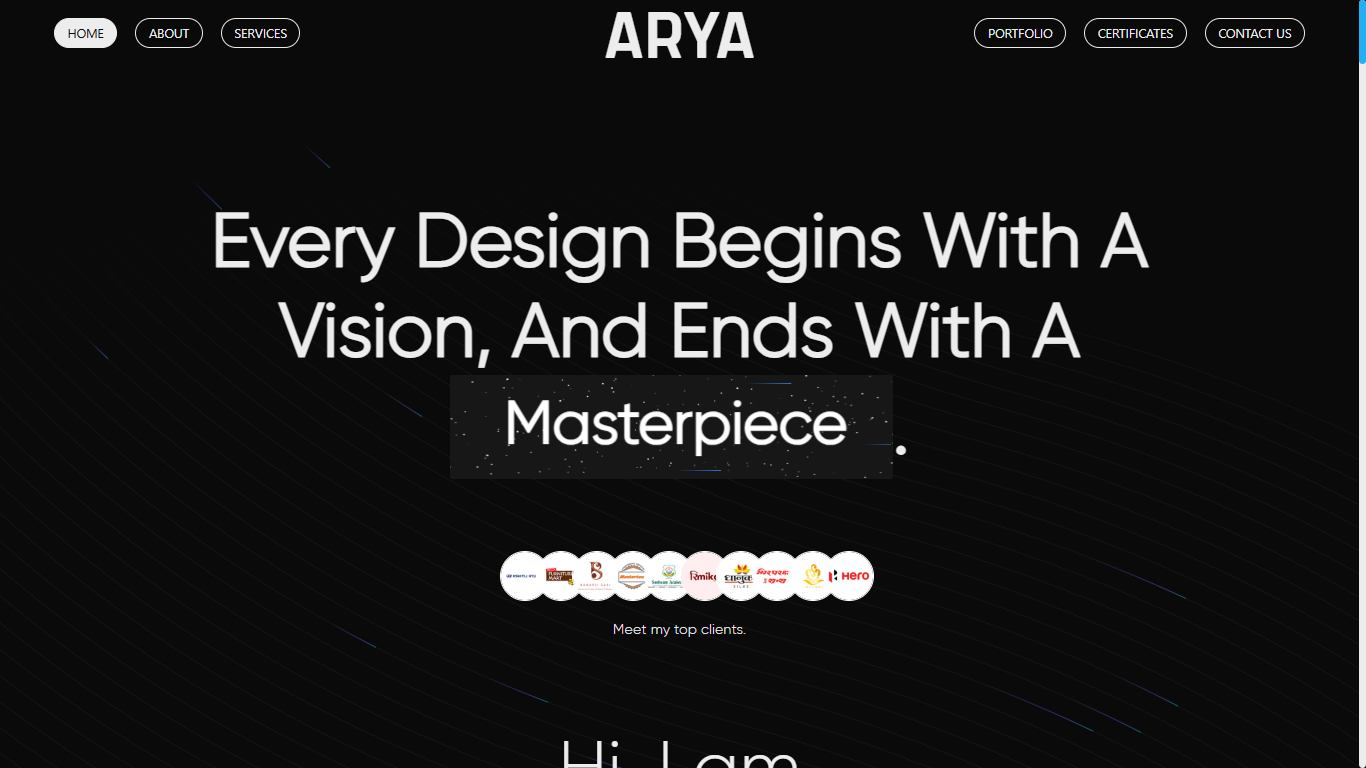 HOME
ABOUT
SERVICES
ARYA
PORTFOLIO
CERTIFICATES
CONTACT US
Every Design Begins With A
Vision, And Ends With A
Masterpiece .
FURNITURE
MART
HERO
Meet my top clients.
Hi, I am